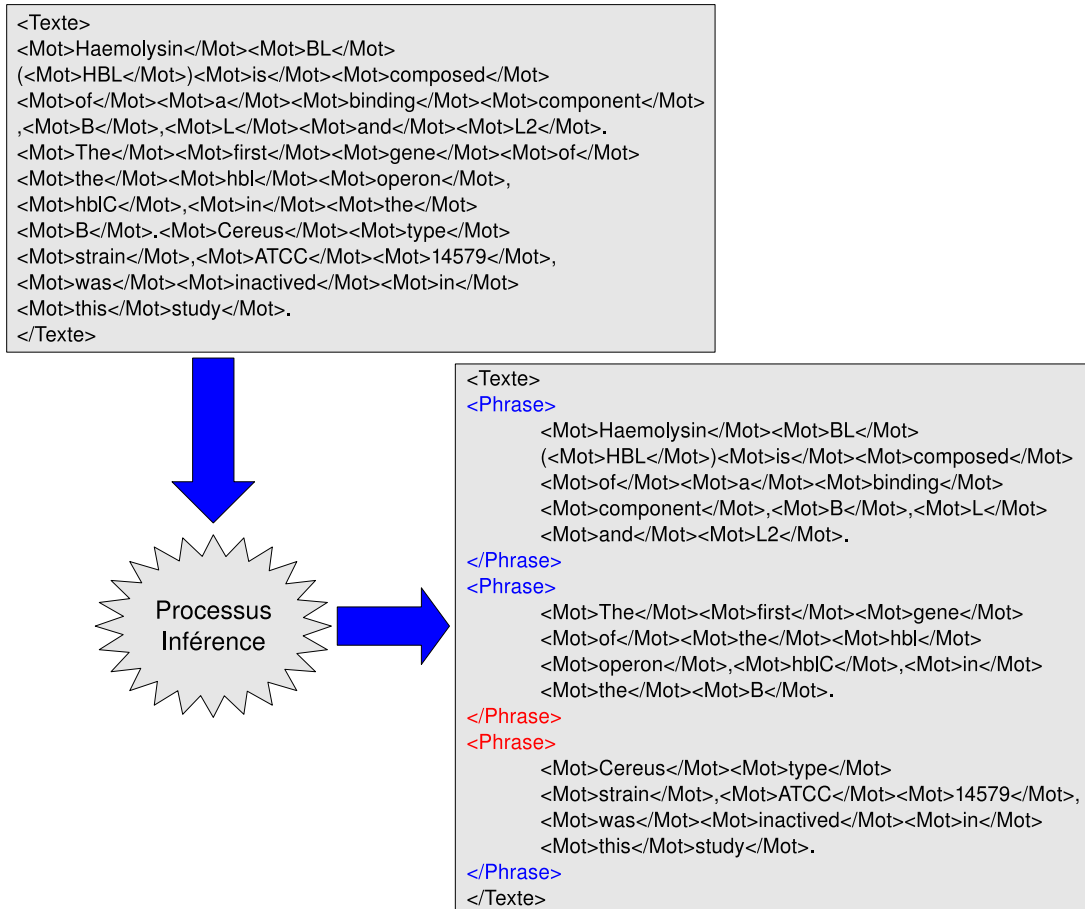 <Texte>
<Mot>Haemolysin</Mot><Mot>BL</Mot>
(<Mot>HBL</Mot>)<Mot>is</Mot><Mot>composed</Mot>
<Mot>of</Mot><Mot>a</Mot><Mot>binding</Mot><Mot>component</Mot>
,<Mot>B</Mot>,<Mot>L</Mot><Mot>and</Mot><Mot>L2</Mot>.
<Mot>The</Mot><Mot>first</Mot><Mot>gene</Mot><Mot>of</Mot>
<Mot>the</Mot><Mot>hbl</Mot><Mot>operon</Mot>,
<Mot>hblC</Mot>,<Mot>in</Mot><Mot>the</Mot>
<Mot>B</Mot>.<Mot>Cereus</Mot><Mot>type</Mot>
<Mot>strain</Mot>,<Mot>ATCC</Mot><Mot>14579</Mot>,
<Mot>was</Mot><Mot>inactived</Mot><Mot>in</Mot>
<Mot>this</Mot>study</Mot>.
</Texte>
Processus
Inférence
<Texte>
<Phrase>
<Mot>Haemolysin</Mot><Mot>BL</Mot>
(<Mot>HBL</Mot>)<Mot>is</Mot><Mot>composed</Mot>
<Mot>of</Mot><Mot>a</Mot><Mot>binding</Mot>
<Mot>component</Mot>,<Mot>B</Mot>,<Mot>L</Mot>
<Mot>and</Mot><Mot>L2</Mot>.
</Phrase>
<Phrase>
<Mot>The</Mot><Mot>first</Mot><Mot>gene</Mot>
<Mot>of</Mot><Mot>the</Mot><Mot>hbl</Mot>
<Mot>operon</Mot>,<Mot>hblC</Mot>,<Mot>in</Mot>
<Mot>the</Mot><Mot>B</Mot>.
</Phrase>
<Phrase>
<Mot>Cereus</Mot><Mot>type</Mot>
<Mot>strain</Mot>,<Mot>ATCC</Mot><Mot>14579</Mot>,
<Mot>was</Mot><Mot>inactived</Mot><Mot>in</Mot>
<Mot>this</Mot>study</Mot>.
</Phrase>
</Texte>